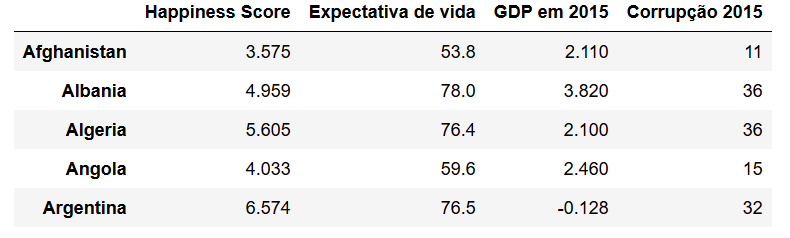 Happiness Score Expectativa de vida GDP em 2015 Corrupção 2015
Afghanistan 3.575 53.8 2.110 11
Albania 4.959 78.0 3.820 36
Algeria 5.605 76.4 2.100 36
Angola 4.033 59.6 2.460 15
Argentina 6.574 76.5 -0.128 32